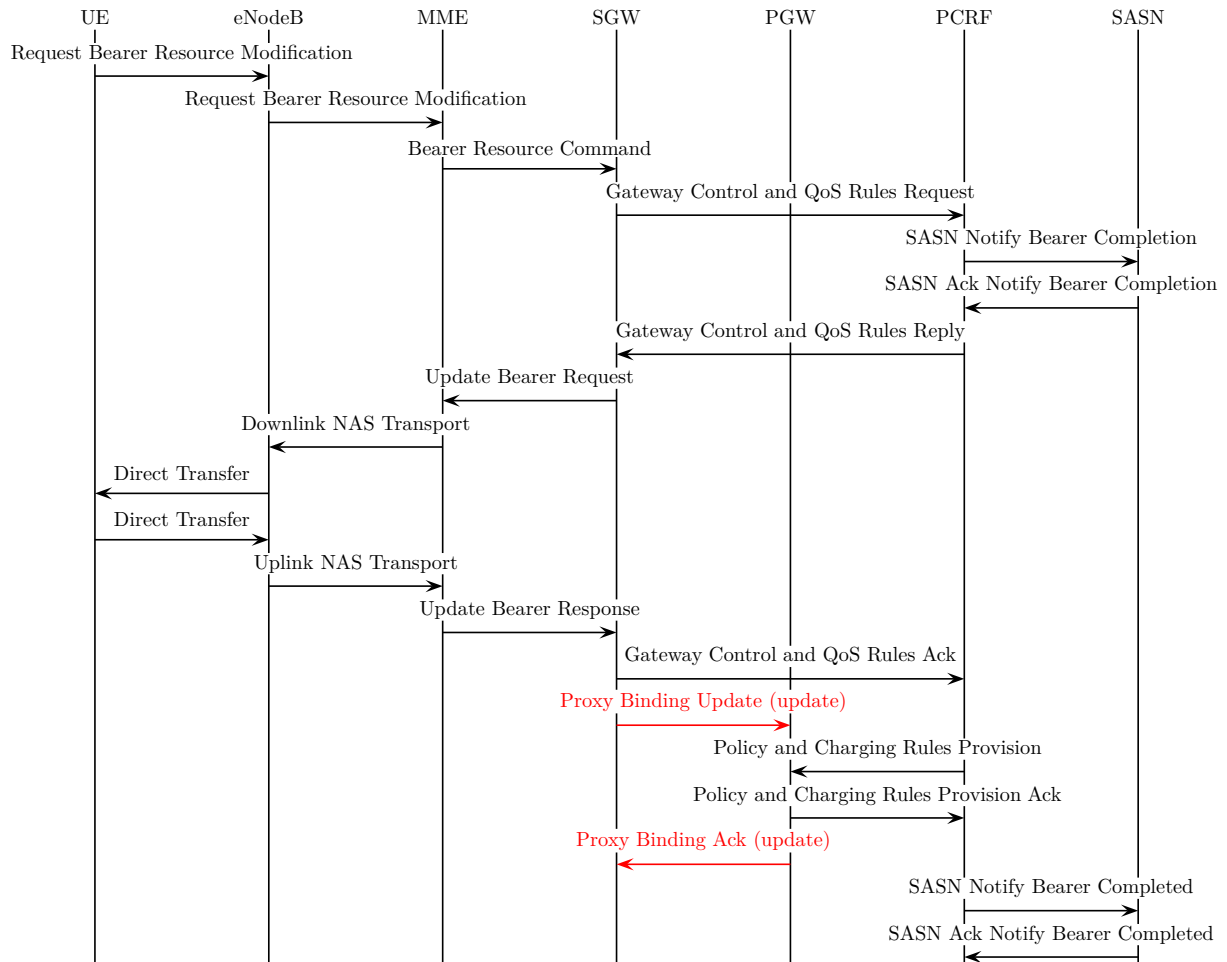 UE eNodeB MME SGW PGW PCRF SASN
Request Bearer Resource Modification
Request Bearer Resource Modification
Bearer Resource Command
Gateway Control and QoS Rules Request
SASN Notify Bearer Completion
SASN Ack Notify Bearer Completion
Gateway Control and QoS Rules Reply
Update Bearer Request
Downlink NAS Transport
Direct Transfer
Direct Transfer
Uplink NAS Transport
Update Bearer Response
Gateway Control and QoS Rules Ack
Proxy Binding Update (update)
Policy and Charging Rules Provision
Policy and Charging Rules Provision Ack
Proxy Binding Ack (update)
SASN Notify Bearer Completed
SASN Ack Notify Bearer Completed